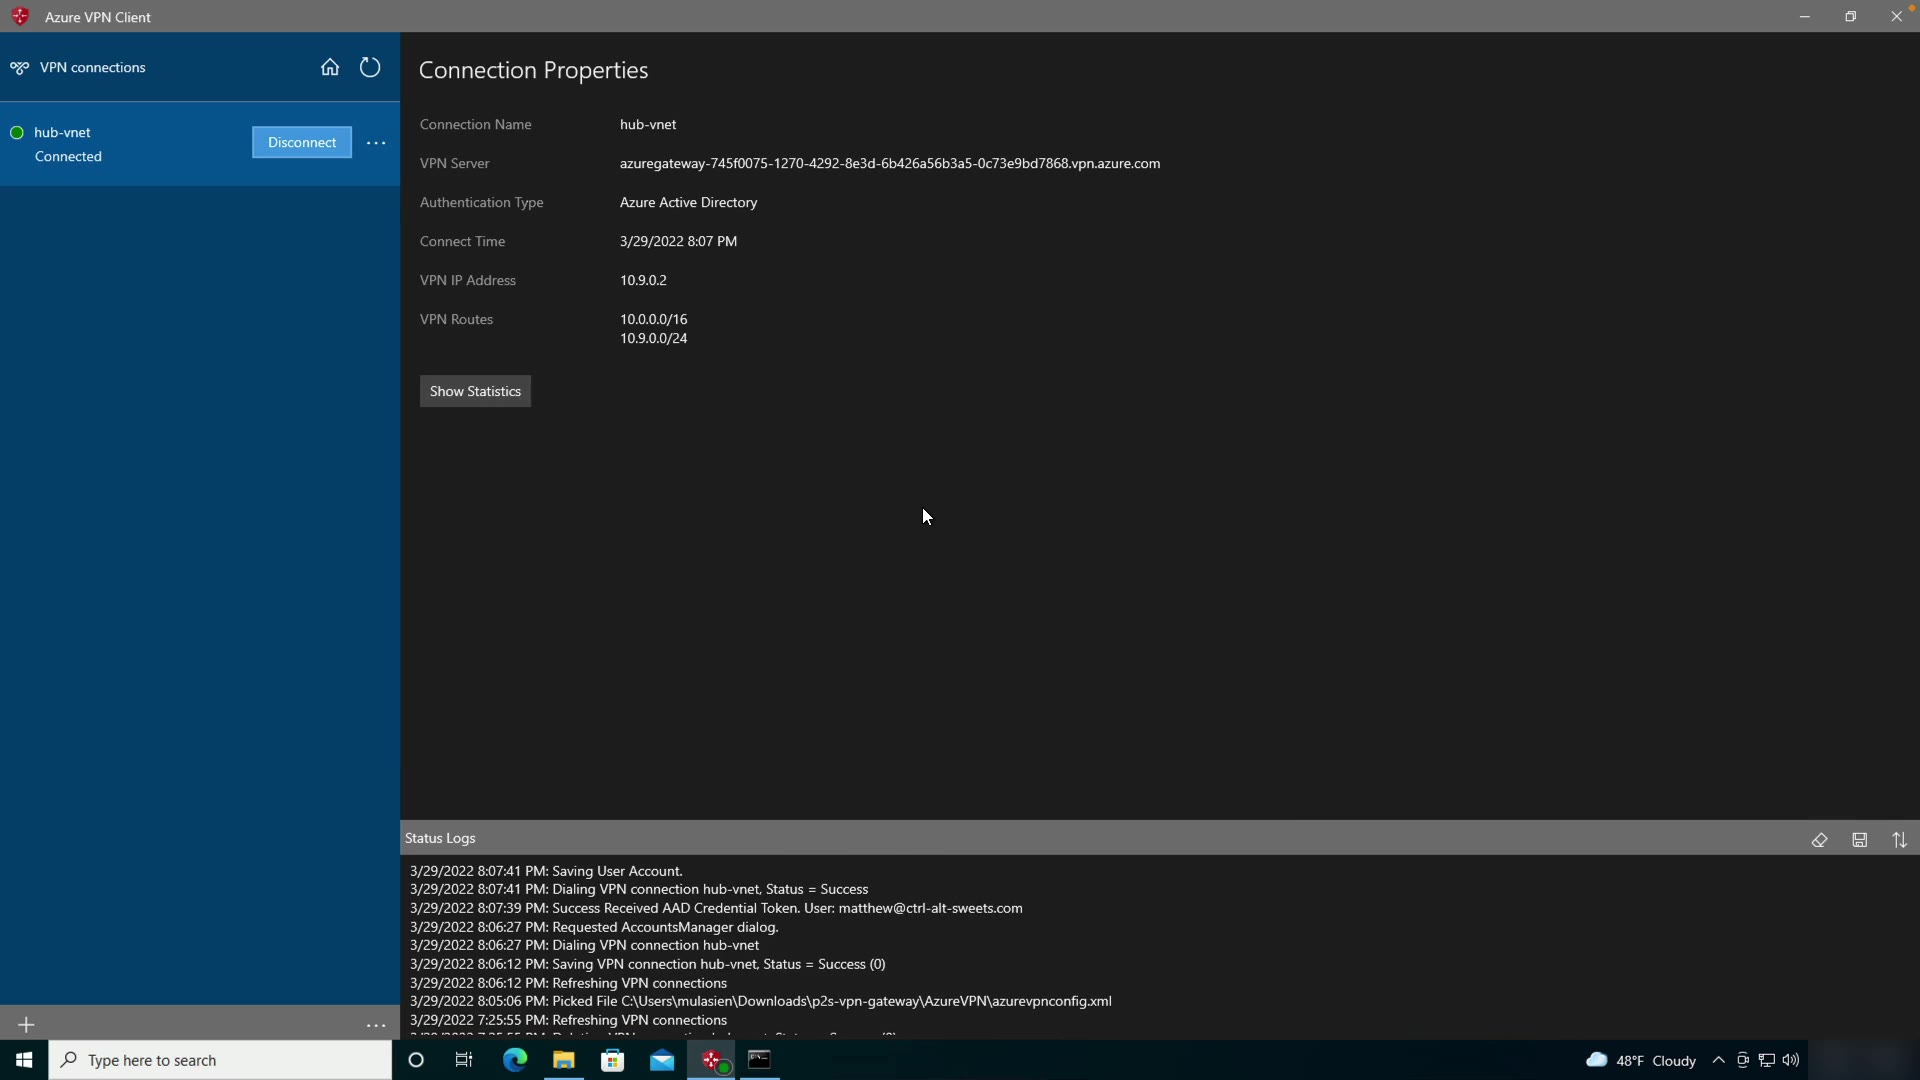 Azure VPN Client
VPN connections
hub-vnet
Connected
Disconnect
Connection Properties
Connection Name hub-vnet
VPN Server azuregateway-745f0075-1270-4292-8e3d-6b426a56b3a5-0c73e9bd7868.vpn.azure.com
Authentication Type Azure Active Directory
Connect Time 3/29/2022 8:07 PM
VPN IP Address 10.9.0.2
VPN Routes 10.0.0.0/16
10.9.0.0/24
Show Statistics
Status Logs
3/29/2022 8:07:41 PM: Saving User Account.
3/29/2022 8:07:41 PM: Dialing VPN connection hub-vnet, Status = Success
3/29/2022 8:07:39 PM: Success Received AAD Credential Token. User: matthew@ctrl-alt-sweets.com
3/29/2022 8:06:27 PM: Requested AccountsManager dialog.
3/29/2022 8:06:27 PM: Dialing VPN connection hub-vnet
3/29/2022 8:06:12 PM: Saving VPN connection hub-vnet, Status = Success (0)
3/29/2022 8:06:12 PM: Refreshing VPN connections
3/29/2022 8:05:06 PM: Picked File C:\Users\mulasien\Downloads\p2s-vpn-gateway\AzureVPN\azurevpnconfig.xml
3/29/2022 7:25:55 PM: Refreshing VPN connections
Type here to search
48°F Cloudy